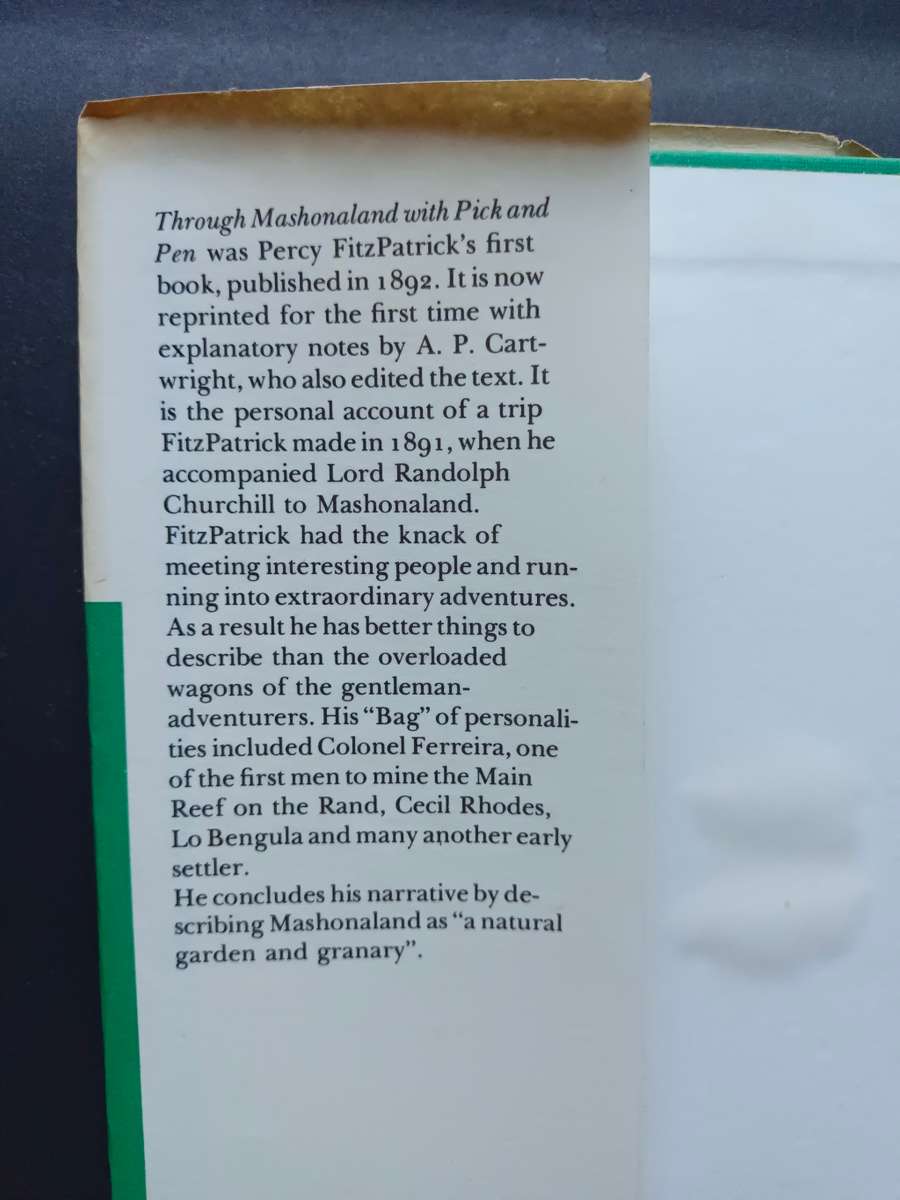 Through Mashonaland with Pick and
Pen was Percy FitzPatrick's first
book, published in 1892. It is now
reprinted for the first time with
explanatory notes by A. P. Cart-
wright, who also edited the text. It
is the personal account of a trip
FitzPatrick made in 1891, when he
accompanied Lord Randolph
Churchill to Mashonaland.
FitzPatrick had the knack of
meeting interesting people and run-
ning into extraordinary adventures.
As a result he has better things to
describe than the overloaded
wagons of the gentleman-
adventurers. His “Bag” of personali-
ties included Colonel Ferreira, one
of the first men to mine the Main
Reef on the Rand, Cecil Rhodes,
Lo Bengula and many another early
settler.
He concludes his narrative by de-
scribing Mashonaland as “a natural
garden and granary”.